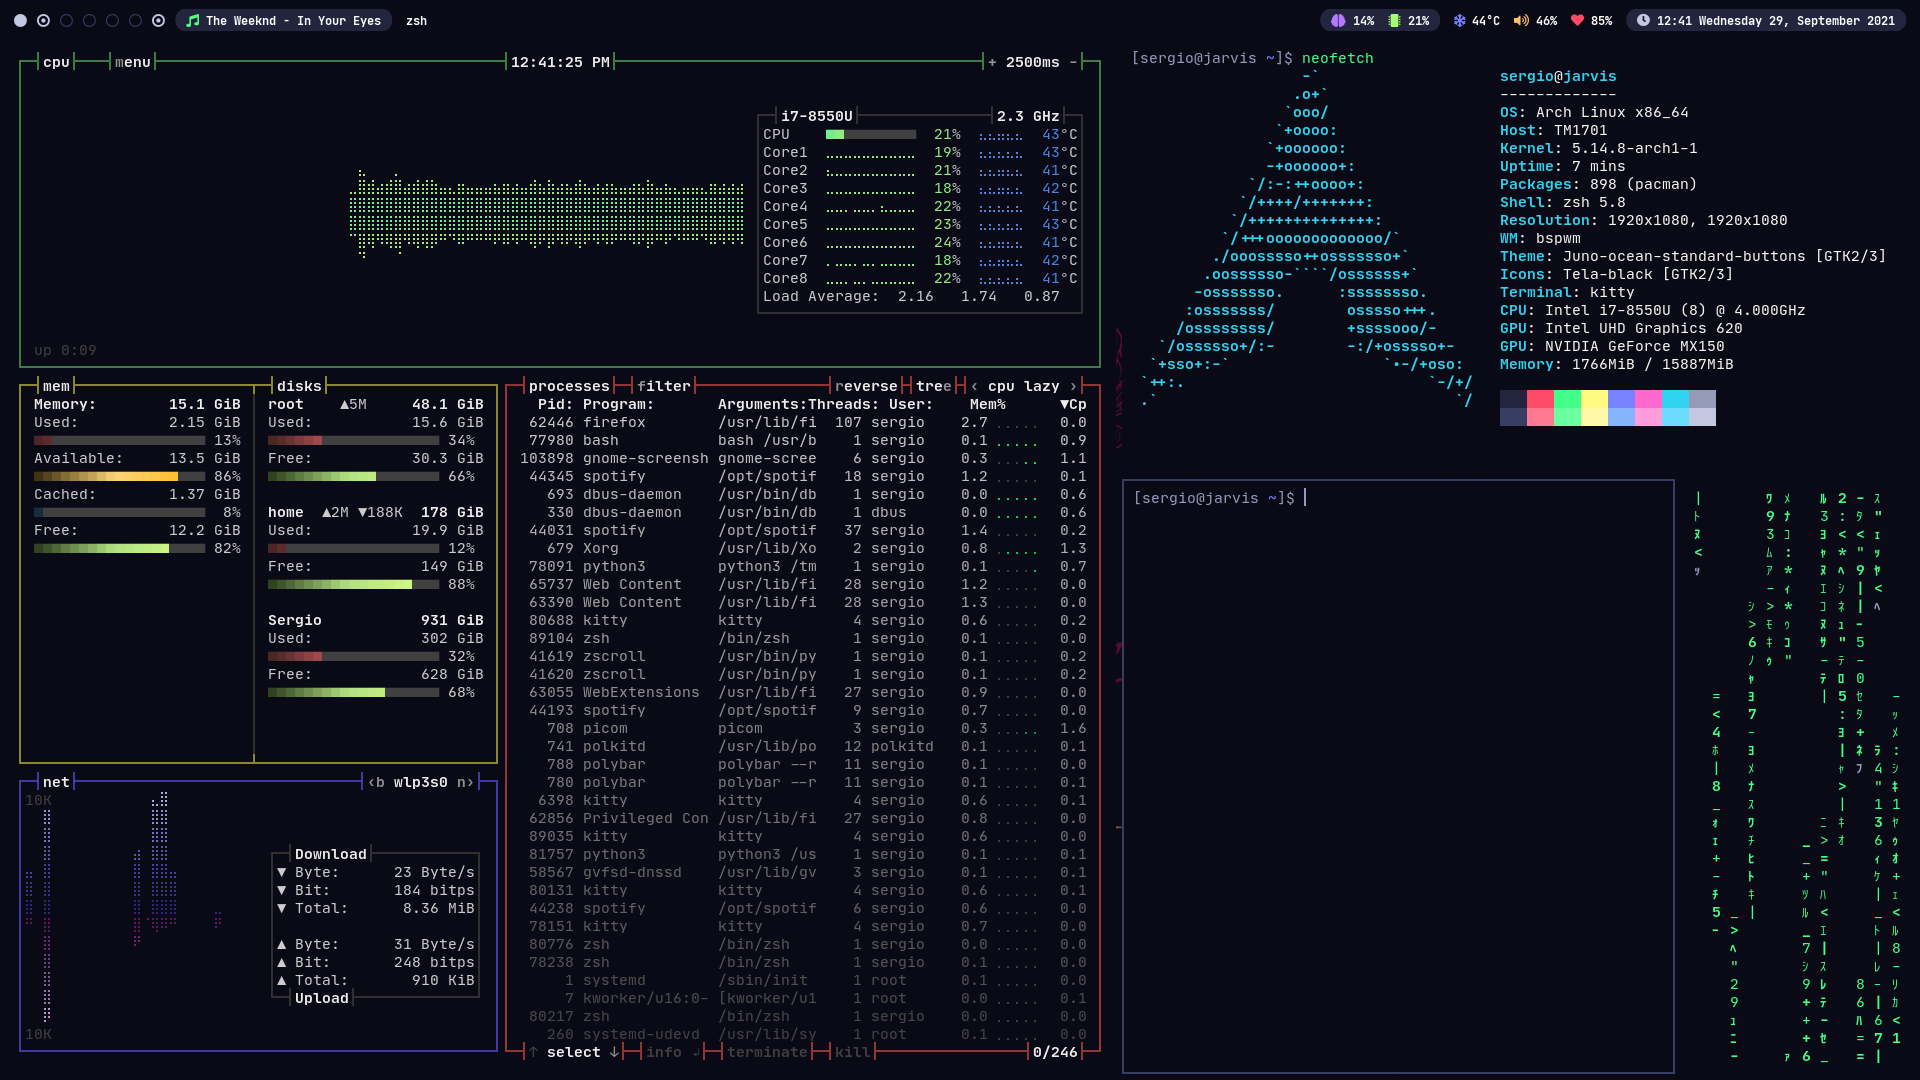 The Weeknd - In Your Eyes zsh 14% 21% 44°C 46% 85% 12:41 Wednesday 29, September 2021
cpu menu 12:41:25 PM + 2500ms -
i7-8550U 2.3 GHz
CPU 21% 43°C
Core1 19% 43°C
Core2 21% 41°C
Core3 18% 42°C
Core4 22% 41°C
Core5 23% 43°C
Core6 24% 41°C
Core7 18% 42°C
Core8 22% 41°C
Load Average: 2.16 1.74 0.87
up 0:09
mem
Memory: 15.1 GiB
Used: 2.15 GiB
13%
Available: 13.5 GiB
86%
Cached: 1.37 GiB
8%
Free: 12.2 GiB
82%
disks
root ▲5M 48.1 GiB
Used: 15.6 GiB
34%
Free: 30.3 GiB
66%
home ▲2M ▼188K 178 GiB
Used: 19.9 GiB
12%
Free: 149 GiB
88%
Sergio 931 GiB
Used: 302 GiB
32%
Free: 628 GiB
68%
net ‹b wlp3s0 n›
10K
Download
▼ Byte: 23 Byte/s
▼ Bit: 184 bitps
▼ Total: 8.36 MiB
▲ Byte: 31 Byte/s
▲ Bit: 248 bitps
▲ Total: 910 KiB
Upload
10K
processes filter reverse tree ‹ cpu lazy ›
Pid: Program: Arguments: Threads: User: Mem% ▼Cp
62446 firefox /usr/lib/fi 107 sergio 2.7 0.0
77980 bash bash /usr/b 1 sergio 0.1 0.9
103898 gnome-screensh gnome-scree 6 sergio 0.3 1.1
44345 spotify /opt/spotif 18 sergio 1.2 0.1
693 dbus-daemon /usr/bin/db 1 sergio 0.0 0.6
330 dbus-daemon /usr/bin/db 1 dbus 0.0 0.6
44031 spotify /opt/spotif 37 sergio 1.4 0.2
679 Xorg /usr/lib/Xo 2 sergio 0.8 1.3
78091 python3 python3 /tm 1 sergio 0.1 0.7
65737 Web Content /usr/lib/fi 28 sergio 1.2 0.0
63390 Web Content /usr/lib/fi 28 sergio 1.3 0.0
80688 kitty kitty 4 sergio 0.6 0.2
89104 zsh /bin/zsh 1 sergio 0.1 0.0
41619 zscroll /usr/bin/py 1 sergio 0.1 0.2
41620 zscroll /usr/bin/py 1 sergio 0.1 0.2
63055 WebExtensions /usr/lib/fi 27 sergio 0.9 0.0
44193 spotify /opt/spotif 9 sergio 0.7 0.0
708 picom picom 3 sergio 0.3 1.6
741 polkitd /usr/lib/po 12 polkitd 0.1 0.1
788 polybar polybar --r 11 sergio 0.1 0.1
780 polybar polybar --r 11 sergio 0.1 0.1
6398 kitty kitty 4 sergio 0.6 0.1
62856 Privileged Con /usr/lib/fi 27 sergio 0.8 0.0
89035 kitty kitty 4 sergio 0.6 0.0
81757 python3 python3 /us 1 sergio 0.1 0.1
58567 gvfsd-dnssd /usr/lib/gv 3 sergio 0.1 0.1
80131 kitty kitty 4 sergio 0.6 0.1
44238 spotify /opt/spotif 6 sergio 0.6 0.0
78151 kitty kitty 4 sergio 0.7 0.0
80776 zsh /bin/zsh 1 sergio 0.0 0.0
78238 zsh /bin/zsh 1 sergio 0.1 0.0
1 systemd /sbin/init 1 root 0.1 0.0
7 kworker/u16:0- [kworker/u1 1 root 0.0 0.1
80217 zsh /bin/zsh 1 sergio 0.0 0.0
260 systemd-udevd /usr/lib/sy 1 root 0.1 0.0
↑ select ↓ info ↲ terminate kill 0/246
[sergio@jarvis ~]$ neofetch
sergio@jarvis
-------------
OS: Arch Linux x86_64
Host: TM1701
Kernel: 5.14.8-arch1-1
Uptime: 7 mins
Packages: 898 (pacman)
Shell: zsh 5.8
Resolution: 1920x1080, 1920x1080
WM: bspwm
Theme: Juno-ocean-standard-buttons [GTK2/3]
Icons: Tela-black [GTK2/3]
Terminal: kitty
CPU: Intel i7-8550U (8) @ 4.000GHz
GPU: Intel UHD Graphics 620
GPU: NVIDIA GeForce MX150
Memory: 1766MiB / 15887MiB
[sergio@jarvis ~]$